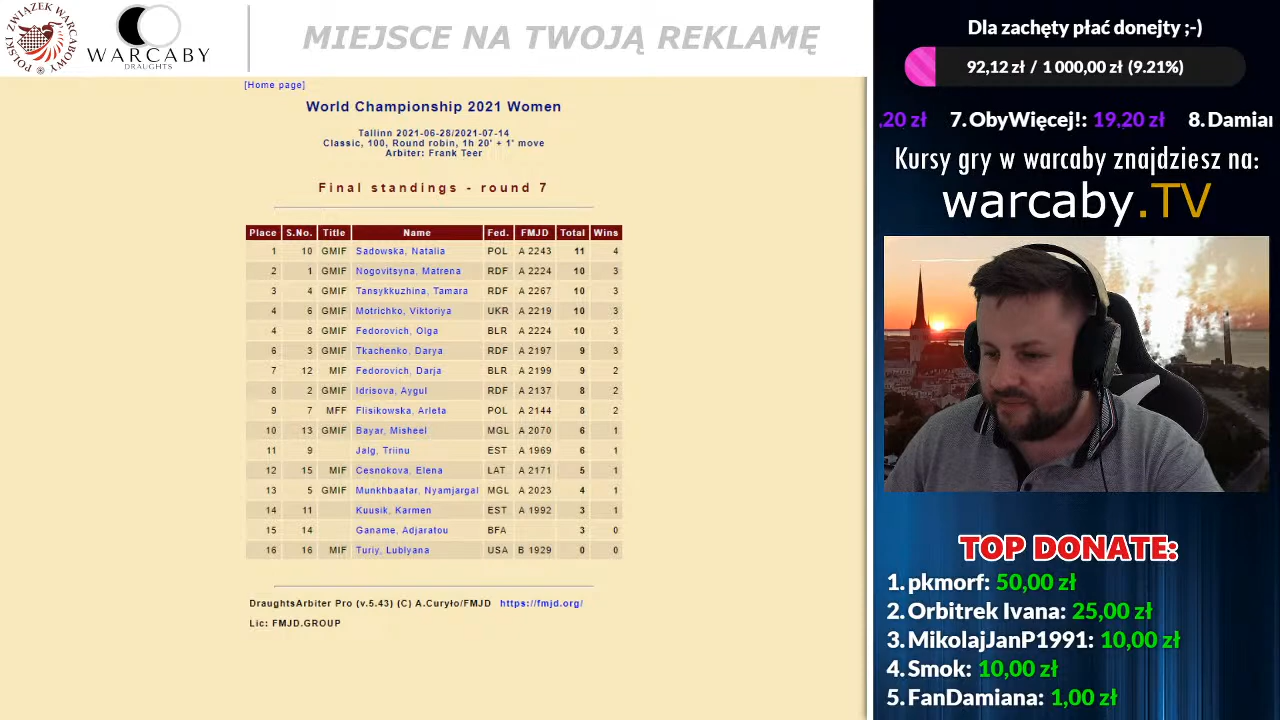 POLSKI ZWIĄZEK WARCABOWY
WARCABY
DRAUGHTS
MIEJSCE NA TWOJĄ REKLAMĘ
[Home page]
World Championship 2021 Women
Tallinn 2021-06-28/2021-07-14
Classic, 100, Round robin, 1h 20' + 1' move
Arbiter: Frank Teer
Final standings - round 7
Place S.No. Title Name Fed. FMJD Total Wins
1 10 GMIF Sadowska, Natalia POL A 2243 11 4
2 1 GMIF Nogovitsyna, Matrena RDF A 2224 10 3
3 4 GMIF Tansykkuzhina, Tamara RDF A 2267 10 3
4 6 GMIF Motrichko, Viktoriya UKR A 2219 10 3
4 8 GMIF Fedorovich, Olga BLR A 2224 10 3
6 3 GMIF Tkachenko, Darya RDF A 2197 9 3
7 12 MIF Fedorovich, Darja BLR A 2199 9 2
8 2 GMIF Idrisova, Aygul RDF A 2137 8 2
9 7 MFF Flisikowska, Arleta POL A 2144 8 2
10 13 GMIF Bayar, Misheel MGL A 2070 6 1
11 9 Jalg, Triinu EST A 1969 6 1
12 15 MIF Cesnokova, Elena LAT A 2171 5 1
13 5 GMIF Munkhbaatar, Nyamjargal MGL A 2023 4 1
14 11 Kuusik, Karmen EST A 1992 3 1
15 14 Ganame, Adjaratou BFA 3 0
16 16 MIF Turiy, Lublyana USA B 1929 0 0
DraughtsArbiter Pro (v.5.43) (C) A.Curyło/FMJD https://fmjd.org/
Lic: FMJD.GROUP
Dla zachęty płać donejty ;-)
92,12 zł / 1 000,00 zł (9.21%)
,20 zł 7. ObyWięcej!: 19,20 zł 8. Damian
Kursy gry w warcaby znajdziesz na:
warcaby.TV
TOP DONATE:
1. pkmorf: 50,00 zł
2. Orbitrek Ivana: 25,00 zł
3. MikolajJanP1991: 10,00 zł
4. Smok: 10,00 zł
5. FanDamiana: 1,00 zł